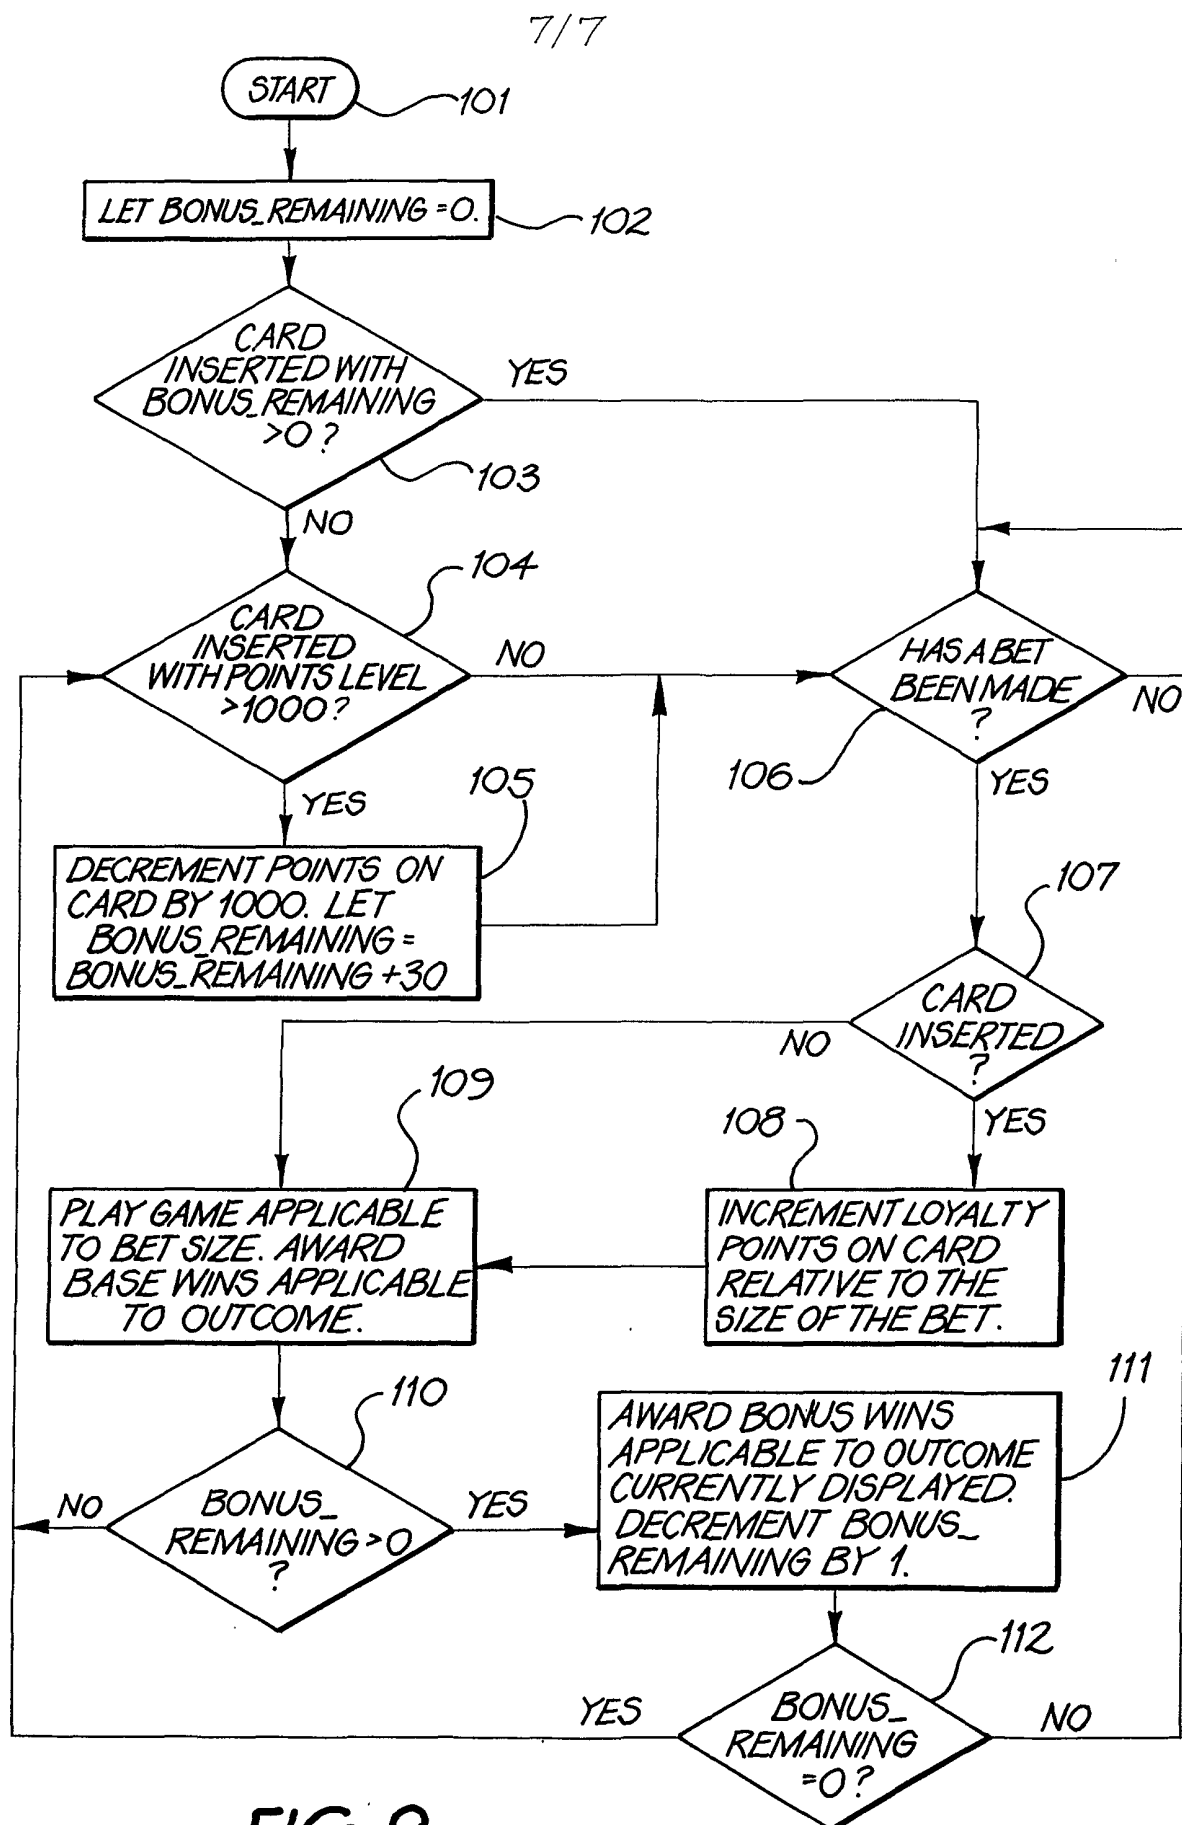 7/7
START
101
LET BONUS_REMAINING = 0.
102
CARD
INSERTED WITH
BONUS_REMAINING
>0?
YES
103
NO
104
CARD
INSERTED
WITH POINTS LEVEL
>1000?
NO
HAS A BET
BEEN MADE
?
NO
106
YES
YES
105
DECREMENT POINTS ON
CARD BY 1000. LET
BONUS_REMAINING =
BONUS_REMAINING +30
107
CARD
INSERTED
?
NO
YES
109
108
PLAY GAME APPLICABLE
TO BET SIZE. AWARD
BASE WINS APPLICABLE
TO OUTCOME.
INCREMENT LOYALTY
POINTS ON CARD
RELATIVE TO THE
SIZE OF THE BET.
110
111
NO
BONUS_
REMAINING >0
?
YES
AWARD BONUS WINS
APPLICABLE TO OUTCOME
CURRENTLY DISPLAYED.
DECREMENT BONUS_
REMAINING BY 1.
112
YES
BONUS_
REMAINING
=0?
NO